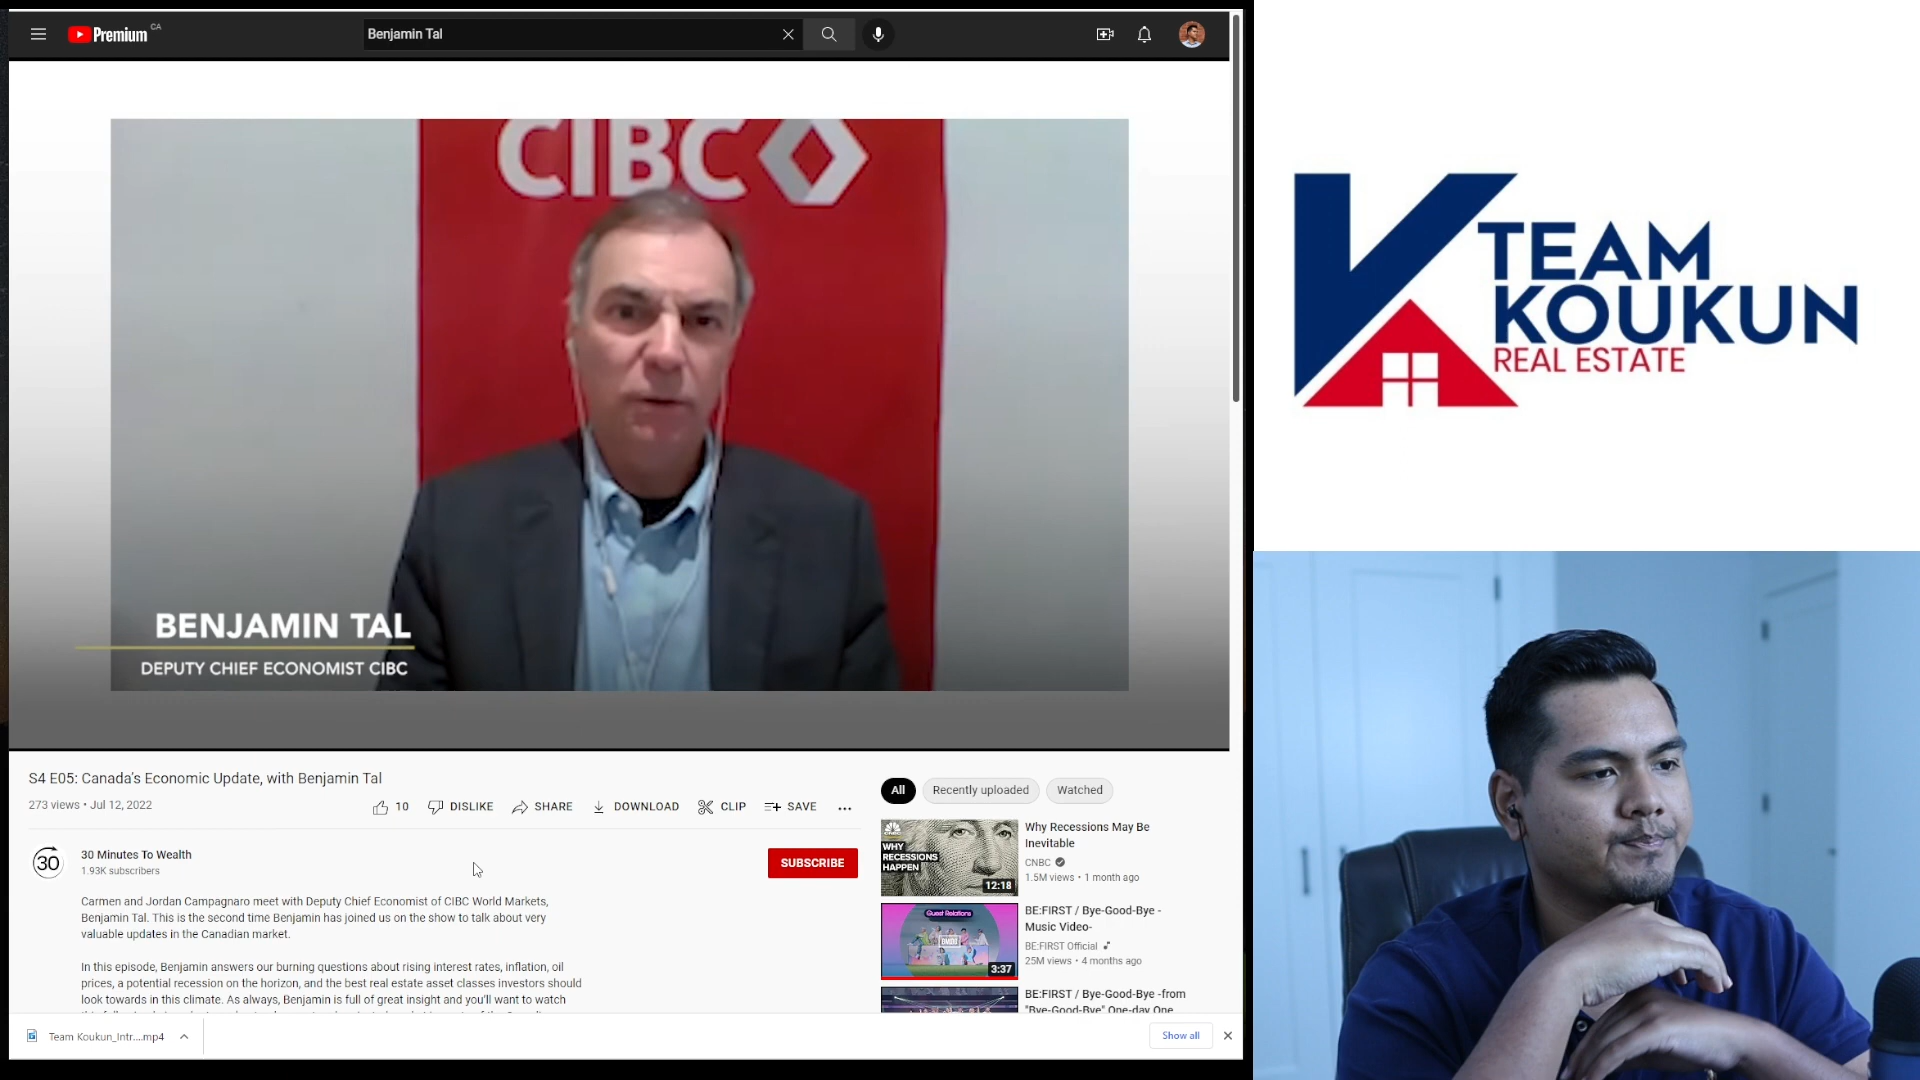 Premium CA
Benjamin Tal
CIBC
BENJAMIN TAL
DEPUTY CHIEF ECONOMIST CIBC
S4 E05: Canada's Economic Update, with Benjamin Tal
273 views • Jul 12, 2022
10
DISLIKE
SHARE
DOWNLOAD
CLIP
SAVE
30
30 Minutes To Wealth
1.93K subscribers
SUBSCRIBE
Carmen and Jordan Campagnaro meet with Deputy Chief Economist of CIBC World Markets,
Benjamin Tal. This is the second time Benjamin has joined us on the show to talk about very
valuable updates in the Canadian market.
In this episode, Benjamin answers our burning questions about rising interest rates, inflation, oil
prices, a potential recession on the horizon, and the best real estate asset classes investors should
look towards in this climate. As always, Benjamin is full of great insight and you'll want to watch
All
Recently uploaded
Watched
CNBC
WHY
RECESSIONS
HAPPEN
12:18
Why Recessions May Be
Inevitable
CNBC
1.5M views • 1 month ago
Guest Relations
3:37
BE:FIRST / Bye-Good-Bye -
Music Video-
BE:FIRST Official
25M views • 4 months ago
BE:FIRST / Bye-Good-Bye -from
"Bye-Good-Bye" One-day One
Team Koukun_Intr....mp4
Show all
TEAM
KOUKUN
REAL ESTATE